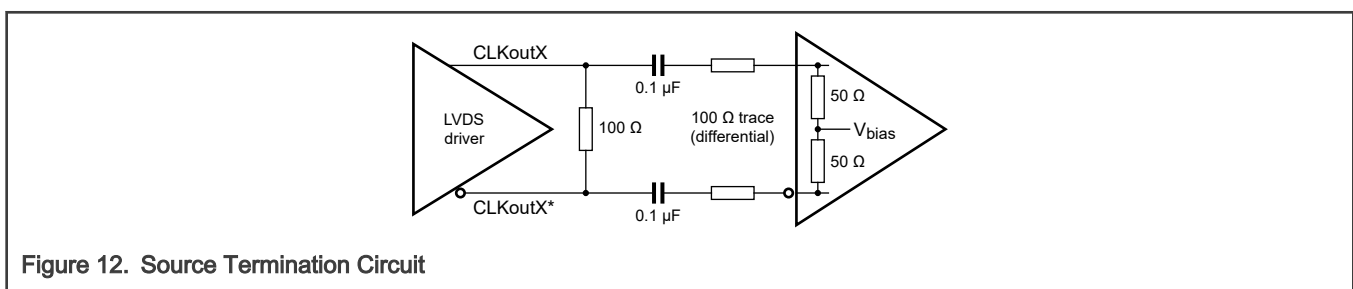 CLKoutX
0.1 µF
LVDS
driver
100 Ω
100 Ω trace
(differential)
50 Ω
Vbias
50 Ω
CLKoutX*
0.1 µF
Figure 12. Source Termination Circuit